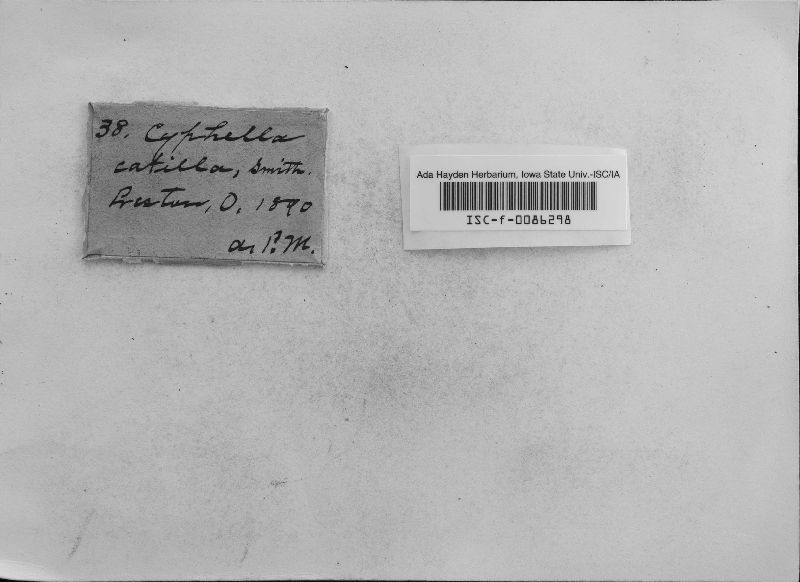 38. Cyphella
catilla, Smith.
Preston, O, 1890
A. P. M.
Ada Hayden Herbarium, Iowa State Univ.-ISC/IA
ISC-f-0086298